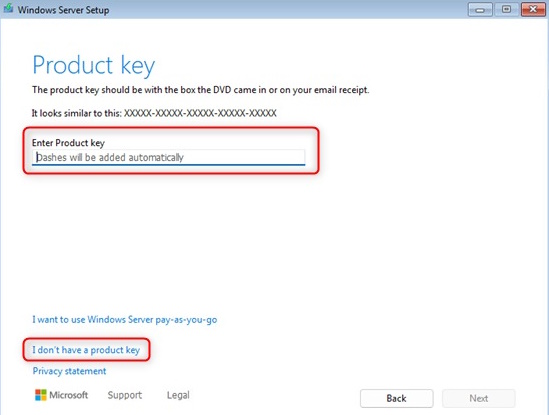 Windows Server Setup
Product key
The product key should be with the box the DVD came in or on your email receipt.
It looks similar to this: XXXXX-XXXXX-XXXXX-XXXXX-XXXXX
Enter Product key
Dashes will be added automatically
I want to use Windows Server pay-as-you-go
I don't have a product key
Privacy statement
Microsoft Support Legal Back Next